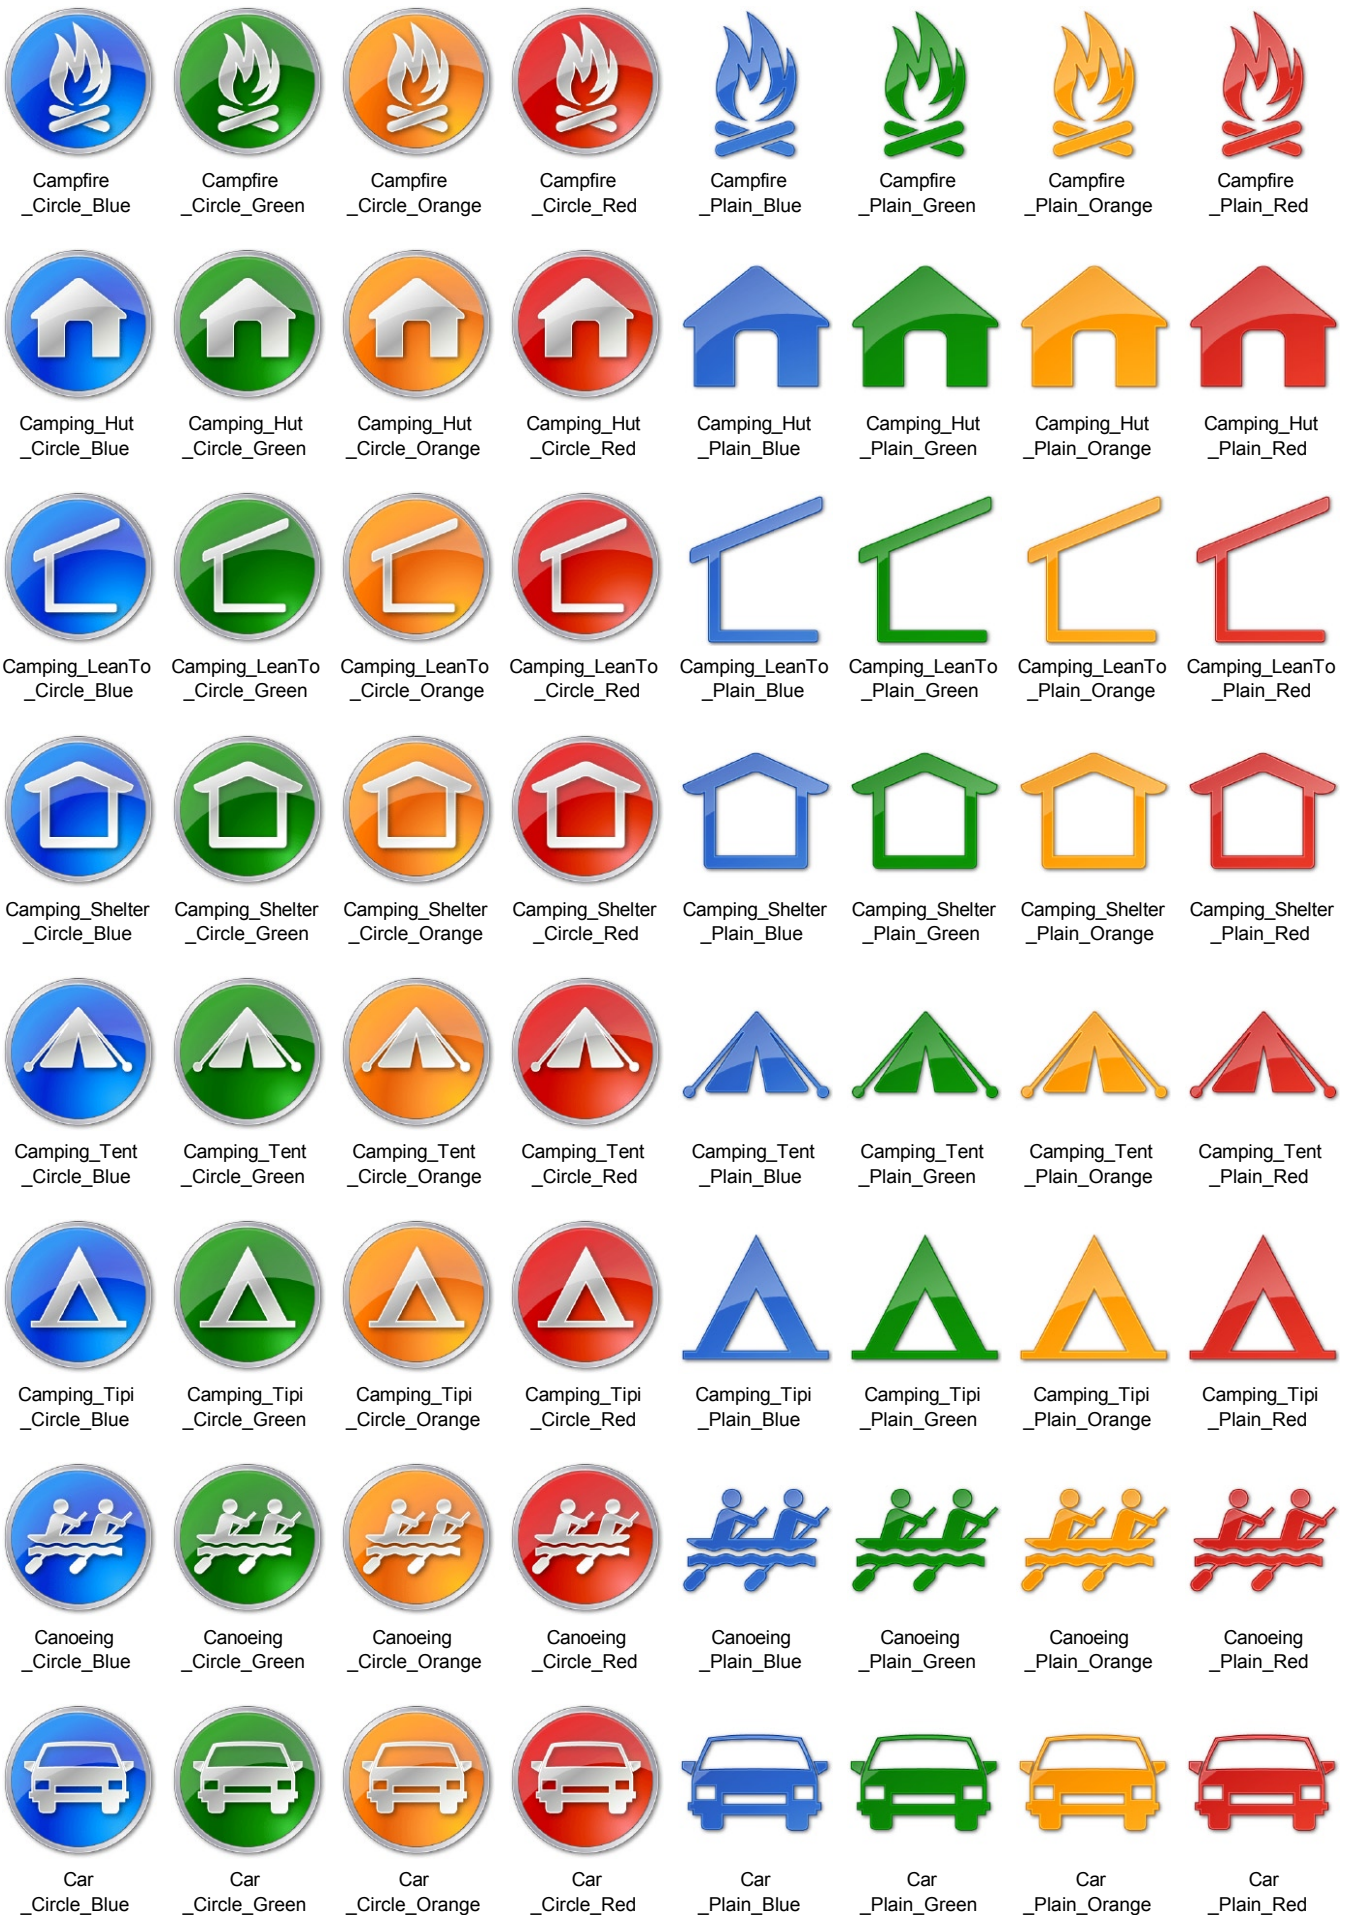 Campfire Campfire Campfire Campfire Campfire Campfire Campfire Campfire
_Circle_Blue _Circle_Green _Circle_Orange _Circle_Red _Plain_Blue _Plain_Green _Plain_Orange _Plain_Red
Camping_Hut Camping_Hut Camping_Hut Camping_Hut Camping_Hut Camping_Hut Camping_Hut Camping_Hut
_Circle_Blue _Circle_Green _Circle_Orange _Circle_Red _Plain_Blue _Plain_Green _Plain_Orange _Plain_Red
Camping_LeanTo Camping_LeanTo Camping_LeanTo Camping_LeanTo Camping_LeanTo Camping_LeanTo Camping_LeanTo Camping_LeanTo
_Circle_Blue _Circle_Green _Circle_Orange _Circle_Red _Plain_Blue _Plain_Green _Plain_Orange _Plain_Red
Camping_Shelter Camping_Shelter Camping_Shelter Camping_Shelter Camping_Shelter Camping_Shelter Camping_Shelter Camping_Shelter
_Circle_Blue _Circle_Green _Circle_Orange _Circle_Red _Plain_Blue _Plain_Green _Plain_Orange _Plain_Red
Camping_Tent Camping_Tent Camping_Tent Camping_Tent Camping_Tent Camping_Tent Camping_Tent Camping_Tent
_Circle_Blue _Circle_Green _Circle_Orange _Circle_Red _Plain_Blue _Plain_Green _Plain_Orange _Plain_Red
Camping_Tipi Camping_Tipi Camping_Tipi Camping_Tipi Camping_Tipi Camping_Tipi Camping_Tipi Camping_Tipi
_Circle_Blue _Circle_Green _Circle_Orange _Circle_Red _Plain_Blue _Plain_Green _Plain_Orange _Plain_Red
Canoeing Canoeing Canoeing Canoeing Canoeing Canoeing Canoeing Canoeing
_Circle_Blue _Circle_Green _Circle_Orange _Circle_Red _Plain_Blue _Plain_Green _Plain_Orange _Plain_Red
Car Car Car Car Car Car Car Car
_Circle_Blue _Circle_Green _Circle_Orange _Circle_Red _Plain_Blue _Plain_Green _Plain_Orange _Plain_Red